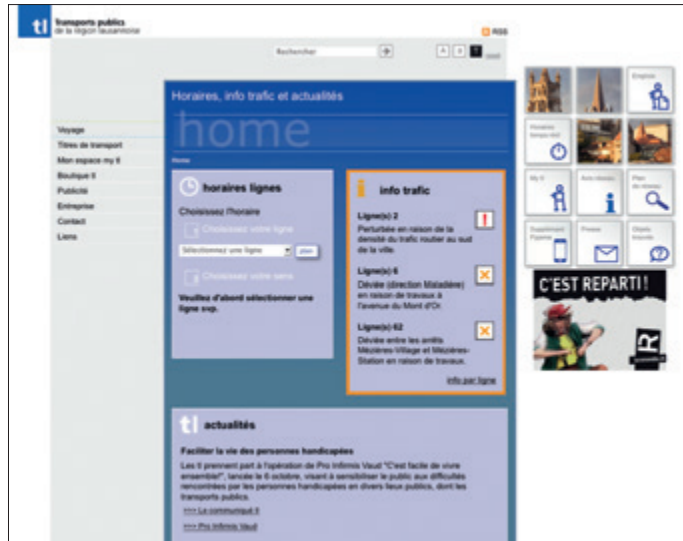 tl
Transports publics
de la région lausannoise
RSS
Rechercher
Horaires, info trafic et actualités
home
Home
Voyage
Titres de transport
Mon espace my tl
Boutique tl
Publicité
Entreprise
Contact
Liens
horaires lignes
Choisissez l'horaire
Choisissez votre ligne
Sélectionnez une ligne
plan
Choisissez votre sens
Veuillez d'abord sélectionner une
ligne svp.
info trafic
Ligne(s) 2
Perturbée en raison de la
densité du trafic routier au sud
de la ville.
Ligne(s) 6
Déviée (direction Maladière)
en raison de travaux à
l'avenue du Mont d'Or.
Ligne(s) 62
Déviée entre les arrêts
Mézières-Village et Mézières-
Station en raison de travaux.
info par ligne
tl actualités
Faciliter la vie des personnes handicapées
Les tl prennent part à l'opération de Pro Infirmis Vaud "C'est facile de vivre
ensemble!", lancée le 6 octobre, visant à sensibiliser le public aux difficultés
rencontrées par les personnes handicapées en divers lieux publics, dont les
transports publics.
>>> Le communiqué tl
>>> Pro Infirmis Vaud
Emplois
Horaires
temps réel
My tl
Avis réseau
Plan
de réseau
Supplément
Pyjama
Presse
Objets
trouvés
C'EST REPARTI !
R